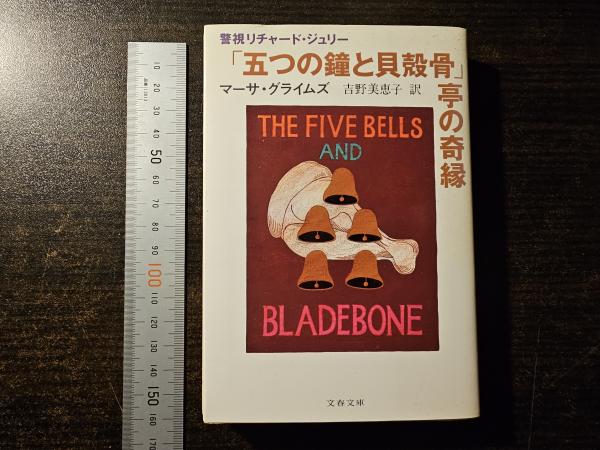 警視リチャード・ジュリー
「五つの鐘と貝殻骨」
亭の奇縁
マーサ・グライムズ 吉野美恵子 訳
THE FIVE BELLS
AND
BLADEBONE
文春文庫
10
20
30
40
50
60
70
80
90
100
110
120
130
140
150
160
170